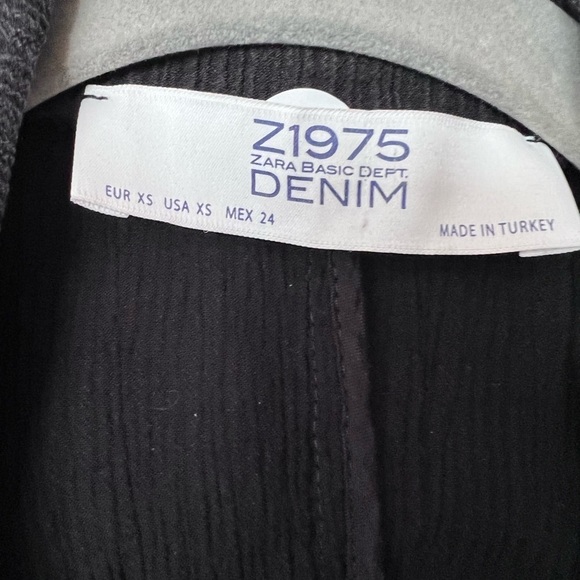 Z1975
ZARA BASIC DEPT.
DENIM
EUR XS USA XS MEX 24
MADE IN TURKEY